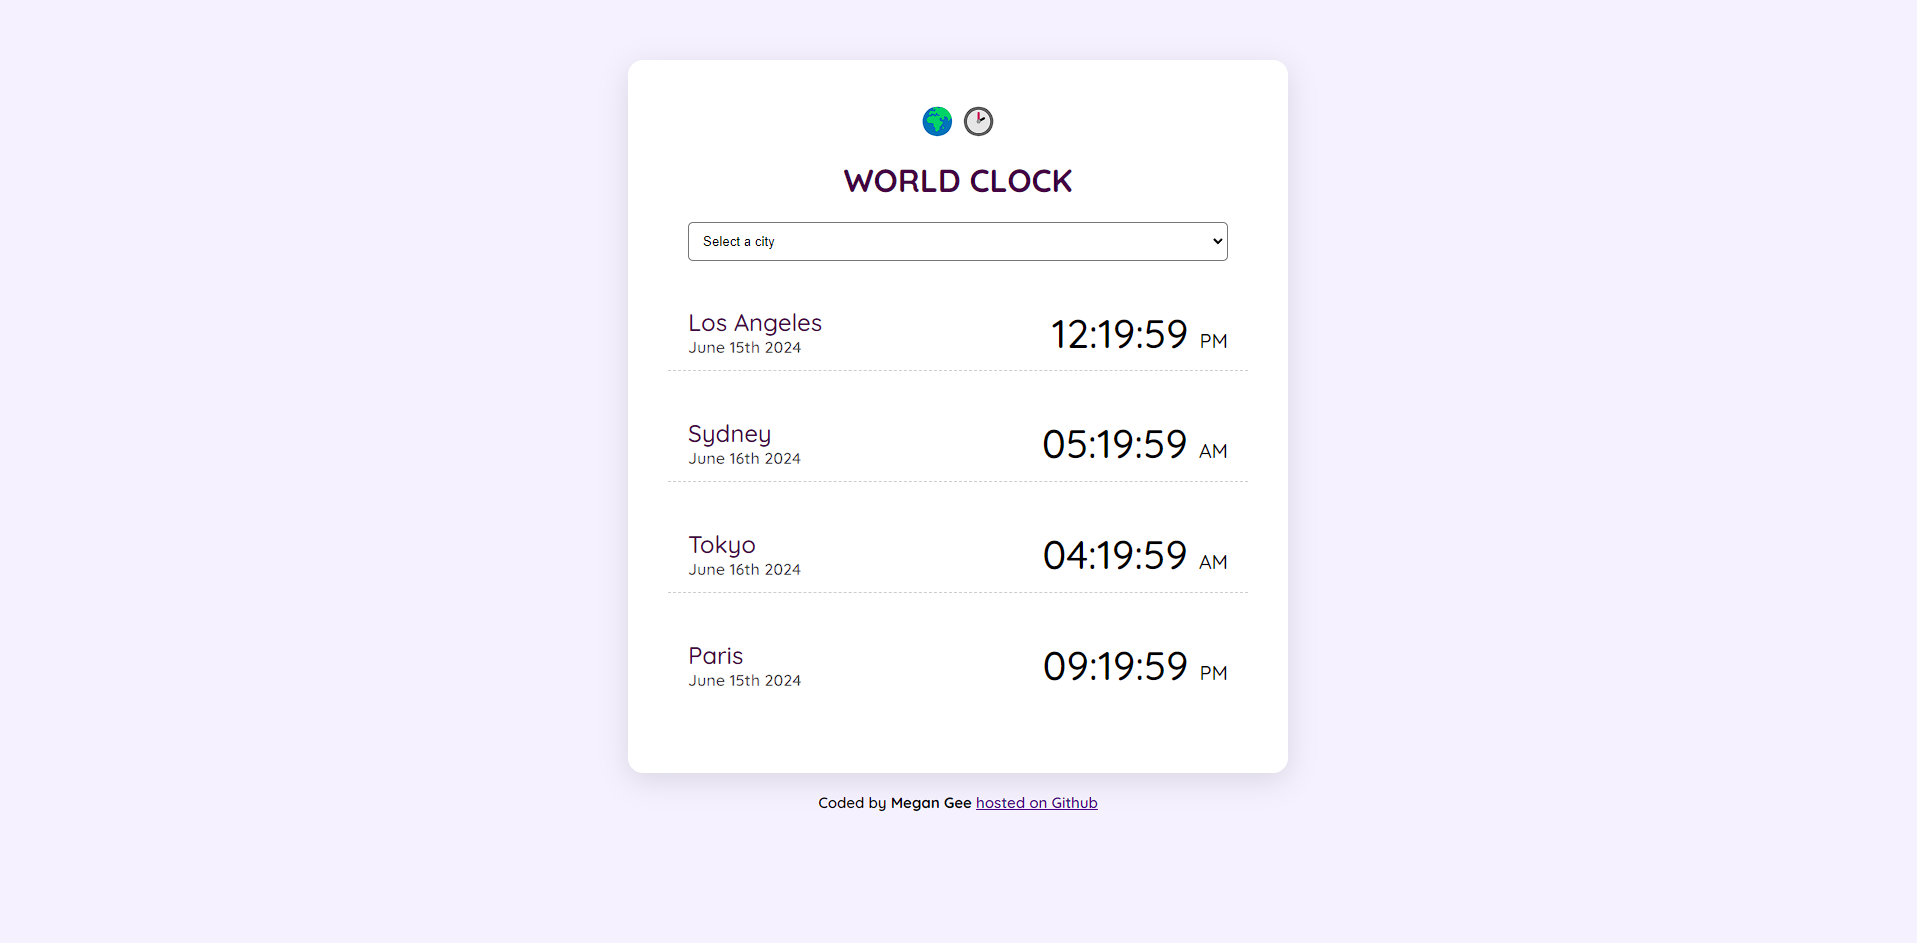 WORLD CLOCK
Select a city
Los Angeles
June 15th 2024
12:19:59 PM
Sydney
June 16th 2024
05:19:59 AM
Tokyo
June 16th 2024
04:19:59 AM
Paris
June 15th 2024
09:19:59 PM
Coded by Megan Gee hosted on Github